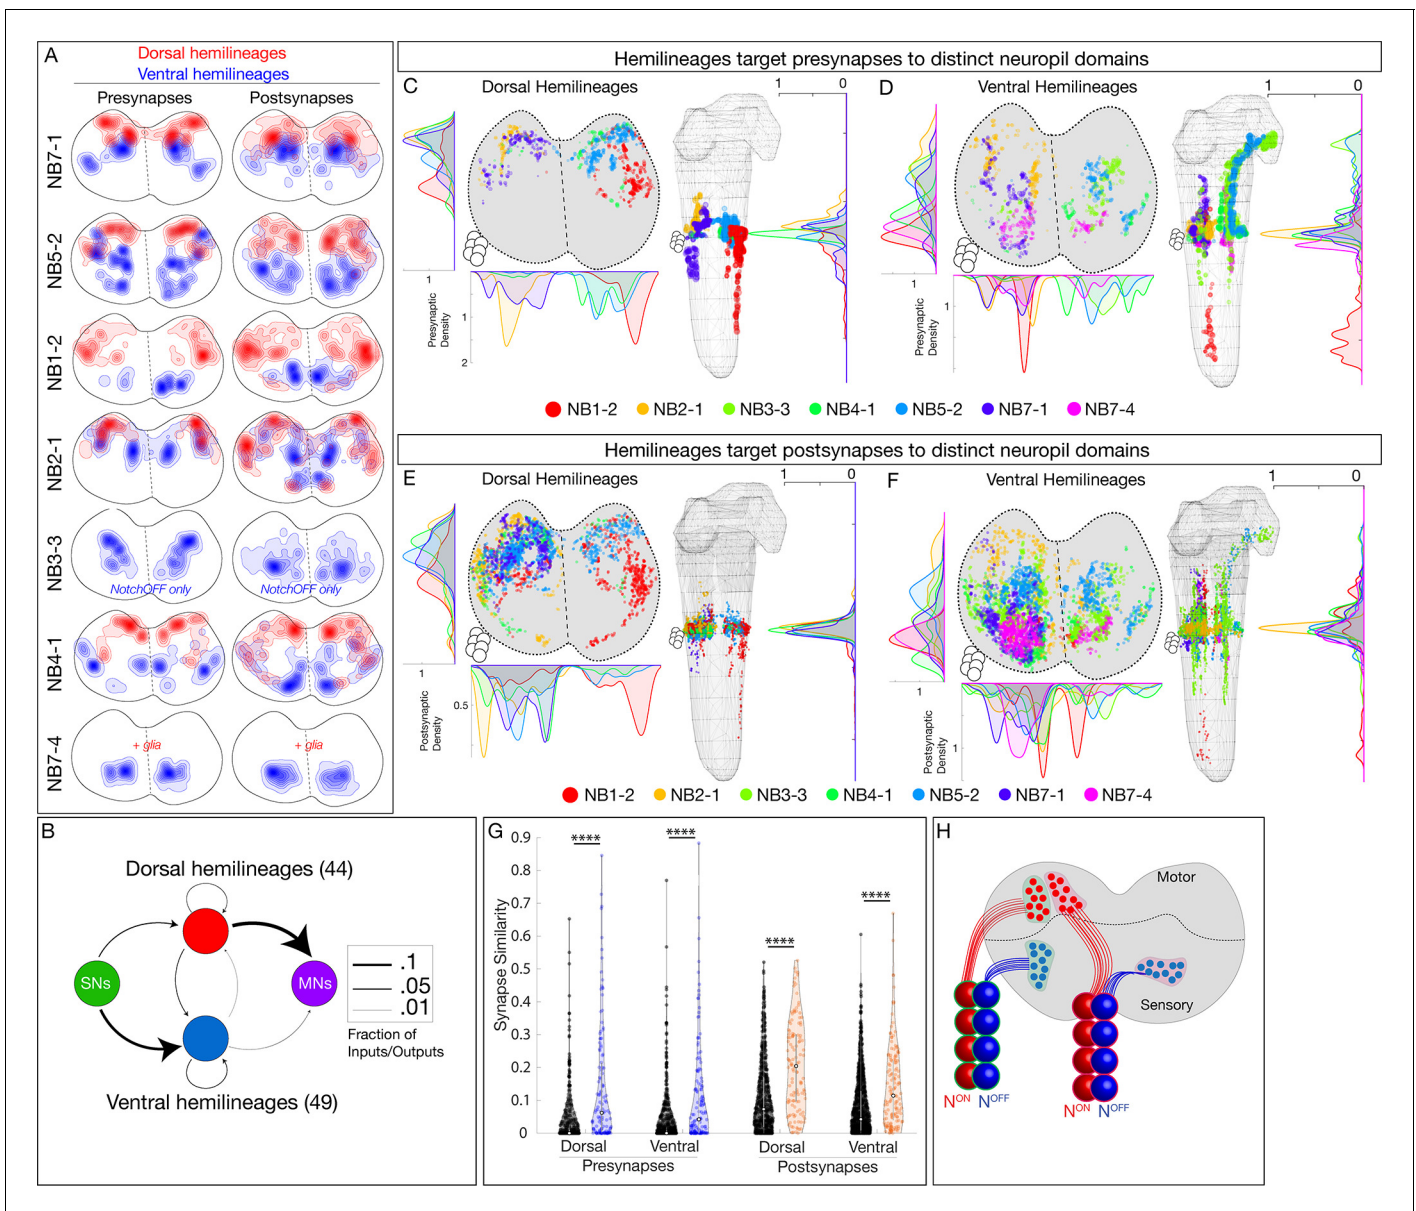 A
Dorsal hemilineages
Ventral hemilineages
Presynapses Postsynapses
NB7-1
NB5-2
NB1-2
NB2-1
NB3-3
NotchOFF only NotchOFF only
NB4-1
NB7-4
+ glia + glia
Hemilineages target presynapses to distinct neuropil domains
C Dorsal Hemilineages 1 0
1
Presynaptic
Density
1
2
D Ventral Hemilineages 1 0
1
Presynaptic
Density
1
NB1-2 NB2-1 NB3-3 NB4-1 NB5-2 NB7-1 NB7-4
Hemilineages target postsynapses to distinct neuropil domains
E Dorsal Hemilineages 1 0
1
Postsynaptic
Density
0.5
F Ventral Hemilineages 1 0
1
Postsynaptic
Density
1
NB1-2 NB2-1 NB3-3 NB4-1 NB5-2 NB7-1 NB7-4
B
Dorsal hemilineages (44)
SNs MNs
.1
.05
.01
Fraction of
Inputs/Outputs
Ventral hemilineages (49)
G
Synapse Similarity
0.9
0.8
0.7
0.6
0.5
0.4
0.3
0.2
0.1
0
**** **** **** ****
Dorsal Ventral Dorsal Ventral
Presynapses Postsynapses
H
Motor
Sensory
NON NOFF NON NOFF